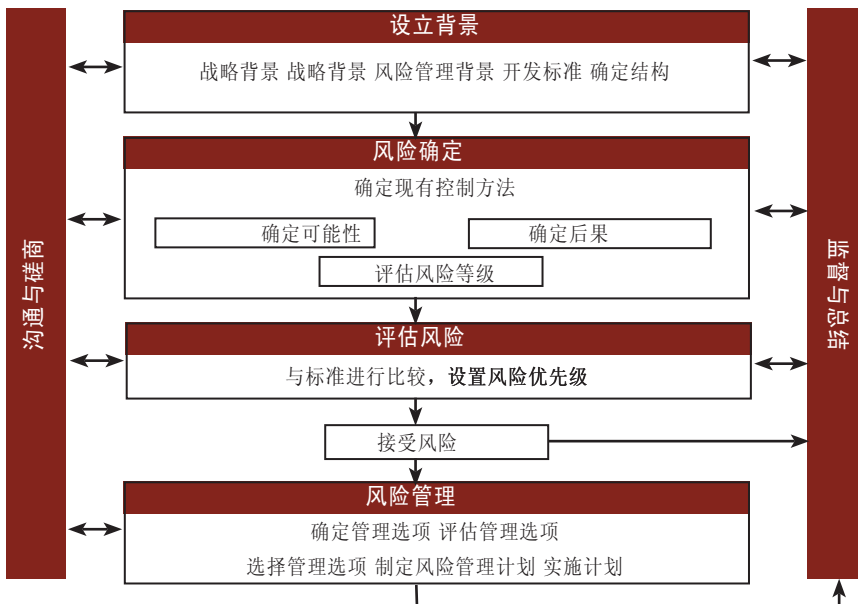 设立背景
战略背景 战略背景 风险管理背景 开发标准 确定结构
风险确定
确定现有控制方法
确定可能性
确定后果
评估风险等级
评估风险
与标准进行比较，设置风险优先级
接受风险
风险管理
确定管理选项 评估管理选项
选择管理选项 制定风险管理计划 实施计划
沟通与磋商
监督与总结